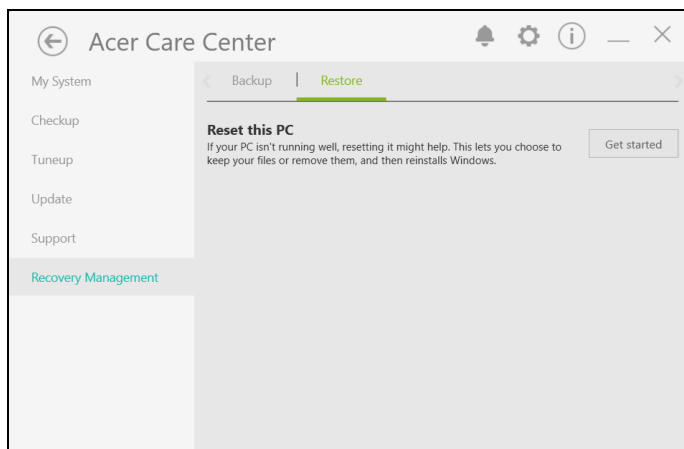 Acer Care Center
My System
Checkup
Tuneup
Update
Support
Recovery Management
Backup | Restore
Reset this PC
If your PC isn't running well, resetting it might help. This lets you choose to
keep your files or remove them, and then reinstalls Windows.
Get started